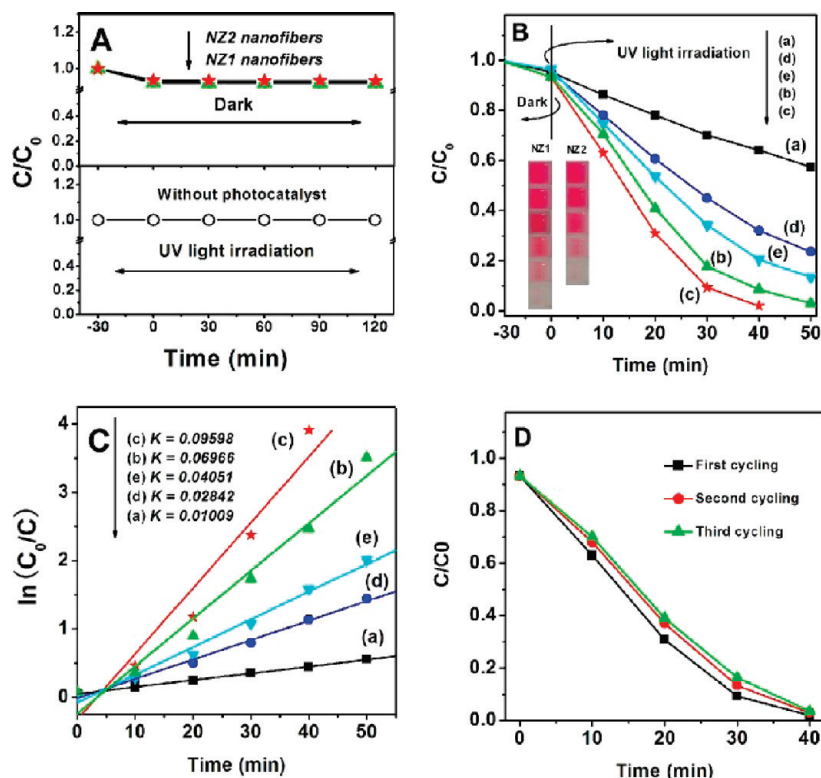 A
NZ2 nanofibers
NZ1 nanofibers
Dark
Without photocatalyst
UV light irradiation
C/C0
1.2
1.0
0.4
0.2
0.0
1.2
1.0
0.4
0.2
0.0
-30 0 30 60 90 120
Time (min)
B
UV light irradiation
(a)
(d)
(e)
(b)
(c)
Dark
NZ1 NZ2
(a)
(d)
(e)
(b)
(c)
C/C0
1.0
0.8
0.6
0.4
0.2
0.0
-30 0 10 20 30 40 50
Time (min)
C
(c) K = 0.09598
(b) K = 0.06966
(e) K = 0.04051
(d) K = 0.02842
(a) K = 0.01009
(c)
(b)
(e)
(d)
(a)
ln (C0/C)
4
3
2
1
0
0 10 20 30 40 50
Time (min)
D
First cycling
Second cycling
Third cycling
C/C0
1.0
0.8
0.6
0.4
0.2
0.0
0 10 20 30 40
Time (min)